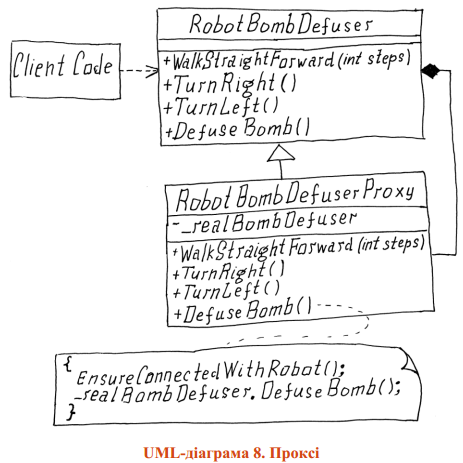 RobotBombDefuser
Client Code
+WalkStraightForward(int steps)
+TurnRight()
+TurnLeft()
+DefuseBomb()
RobotBombDefuserProxy
-_realBombDefuser
+WalkStraightForward(int steps)
+TurnRight()
+TurnLeft()
+DefuseBomb()
{
EnsureConnectedWithRobot();
_realBombDefuser.DefuseBomb();
}
UML-діаграма 8. Проксі